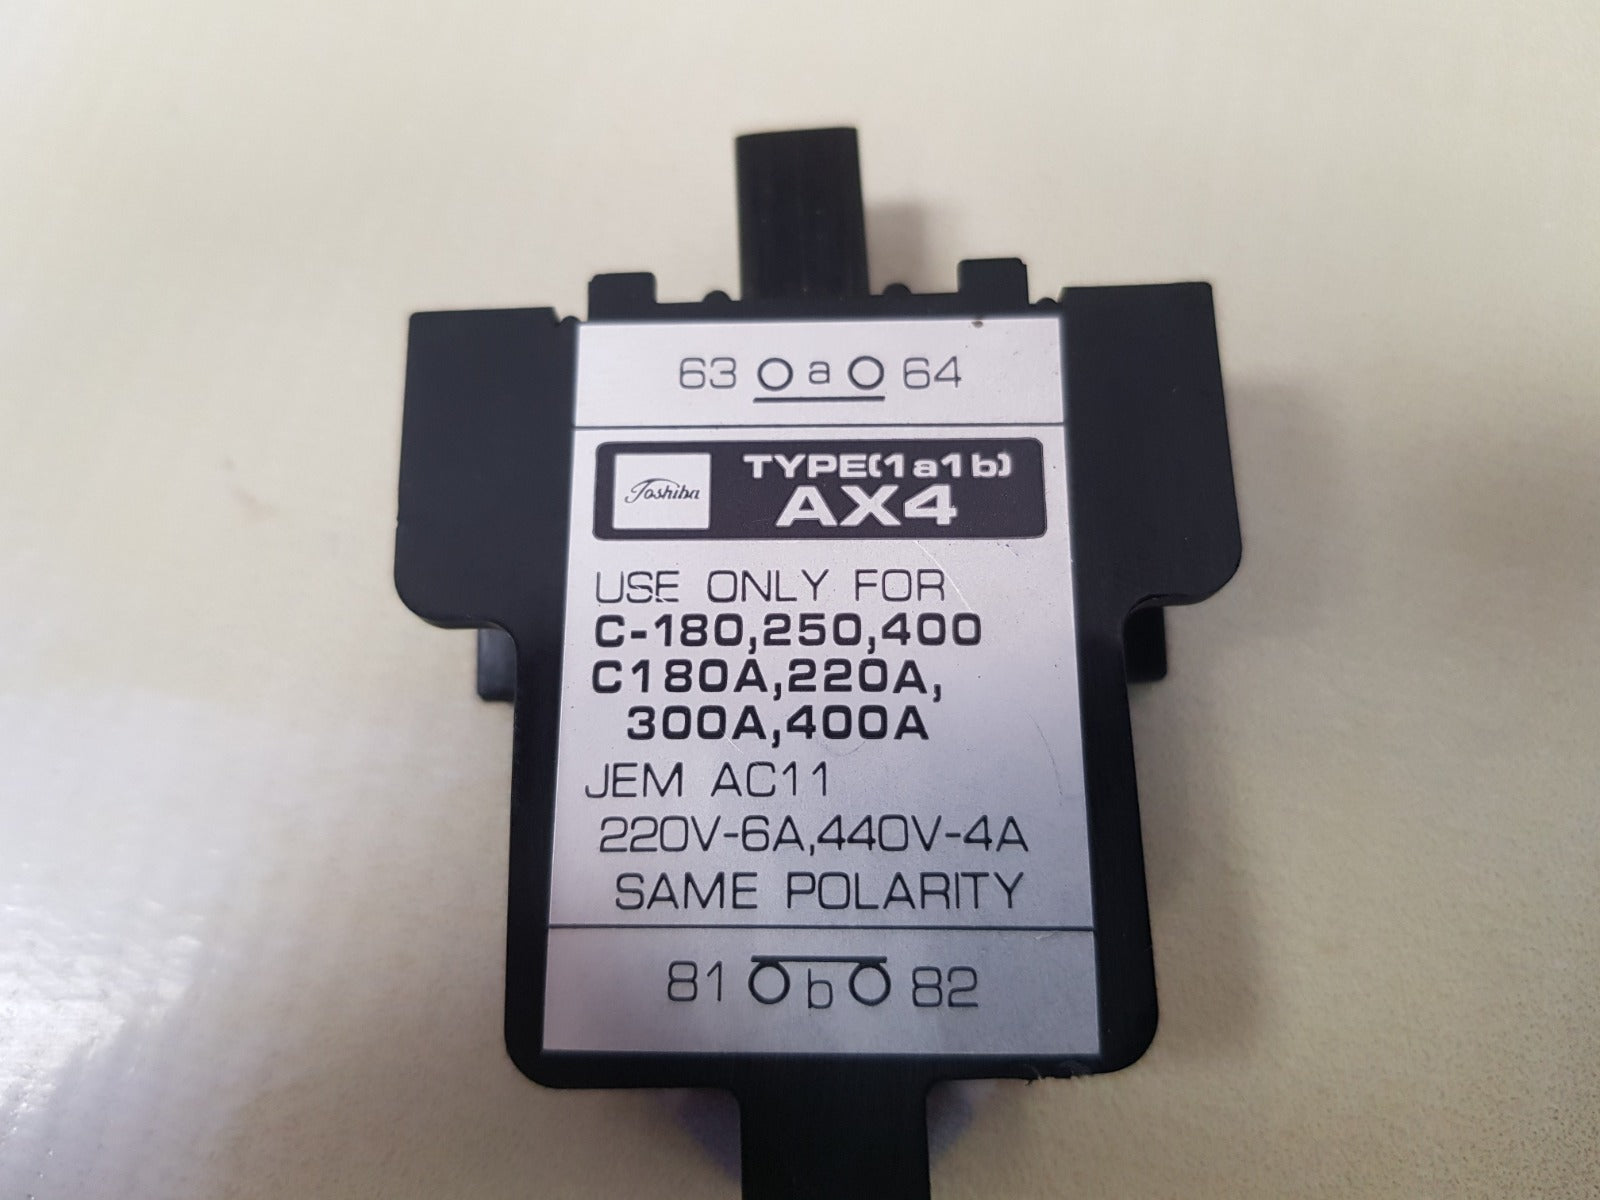 63 a 64
Toshiba
TYPE(1a1b)
AX4
USE ONLY FOR
C-180,250,400
C180A,220A,
300A,400A
JEM AC11
220V-6A,440V-4A
SAME POLARITY
81 b 82